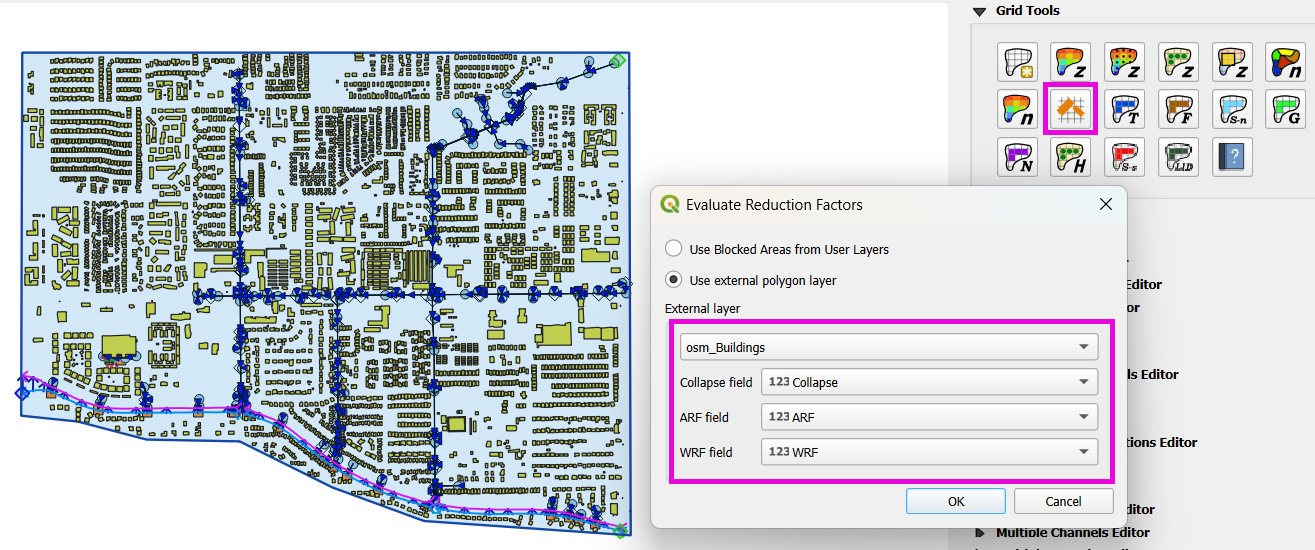 Grid Tools
z z z z n
n T F S-n G
N H S-s LID ?
Evaluate Reduction Factors
Use Blocked Areas from User Layers
Use external polygon layer
External layer
osm_Buildings
Collapse field 123 Collapse
ARF field 123 ARF
WRF field 123 WRF
OK Cancel
Editor
or
ls Editor
tions Editor
tor
Multiple Channels Editor